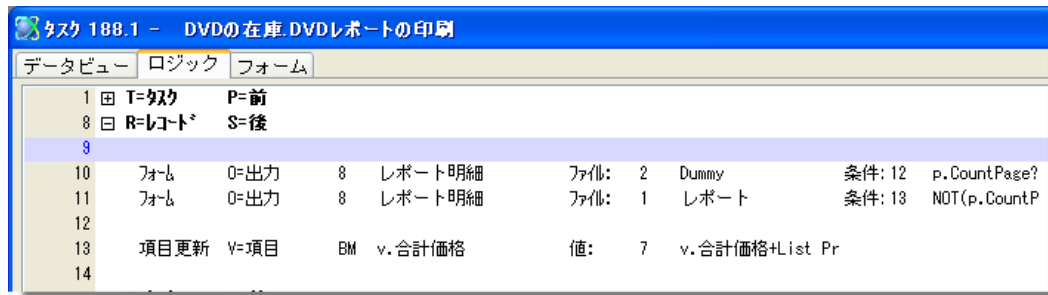 タスク 188.1 - DVDの在庫.DVDレポートの印刷
データビュー ロジック フォーム
1 T=タスク P=前
8 R=レコード S=後
9
10 フォーム O=出力 8 レポート明細 ファイル: 2 Dummy 条件: 12 p.CountPage?
11 フォーム O=出力 8 レポート明細 ファイル: 1 レポート 条件: 13 NOT(p.CountP
12
13 項目更新 V=項目 BM v.合計価格 値: 7 v.合計価格+List Pr
14